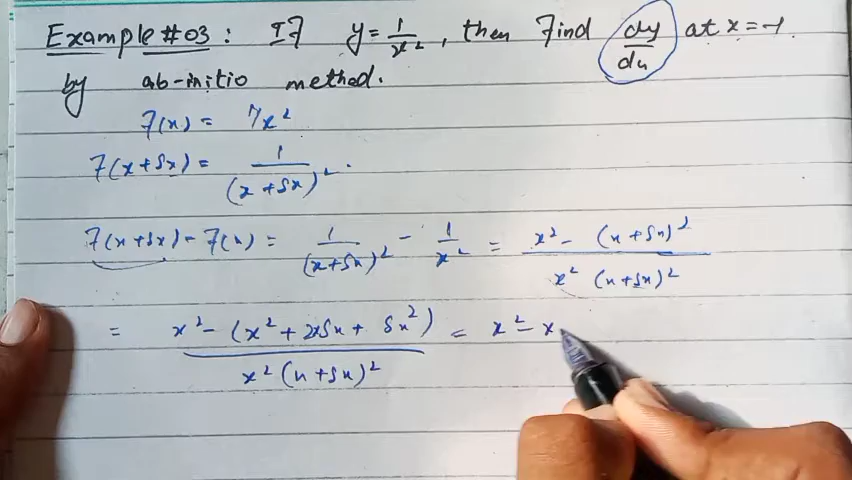 Example #03 : If y = 1/x², then Find dy/dx at x = -1.
by ab-initio method.
f(x) = 1/x²
f(x+δx) = 1/(x+δx)².
f(x+δx) - f(x) = 1/(x+δx)² - 1/x² = x² - (x+δx)² / x² (x+δx)²
= x² - (x² + 2xδx + δx²) / x² (x+δx)² = x² - x